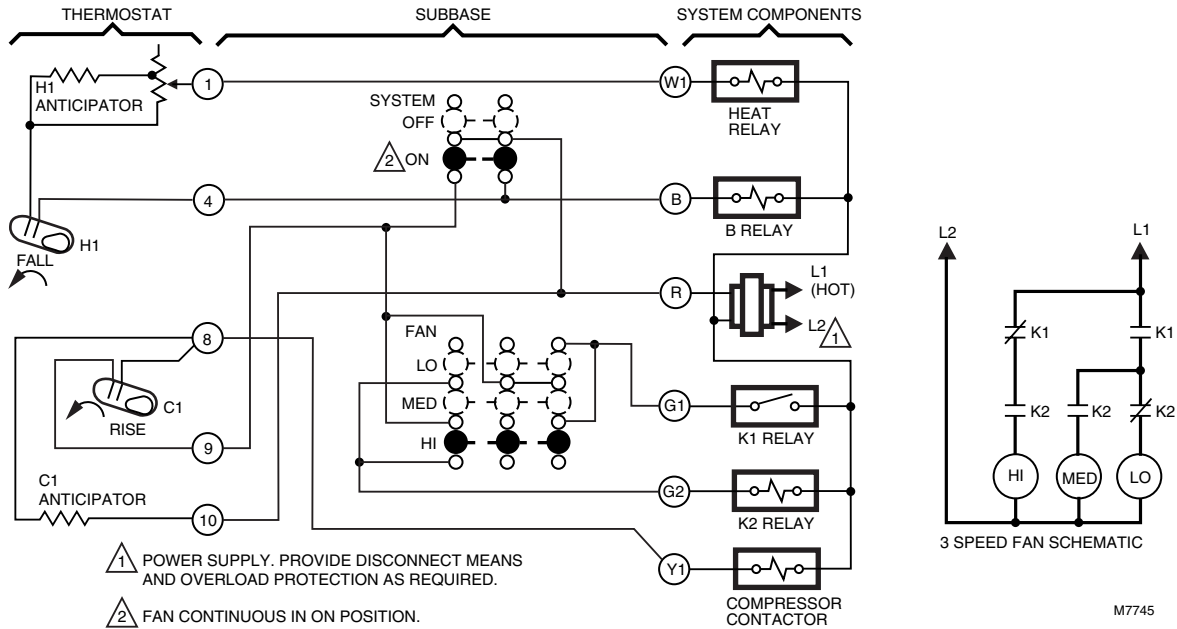 THERMOSTAT
SUBBASE
SYSTEM COMPONENTS
H1
ANTICIPATOR
1
W1
HEAT
RELAY
SYSTEM
OFF
2 ON
4
B
B RELAY
H1
FALL
R
L1
(HOT)
L2 1
8
FAN
LO
MED
HI
C1
RISE
G1
K1 RELAY
9
C1
ANTICIPATOR
10
G2
K2 RELAY
Y1
COMPRESSOR
CONTACTOR
L2
L1
K1
K1
K2
K2
K2
HI
MED
LO
3 SPEED FAN SCHEMATIC
1 POWER SUPPLY. PROVIDE DISCONNECT MEANS
AND OVERLOAD PROTECTION AS REQUIRED.
2 FAN CONTINUOUS IN ON POSITION.
M7745